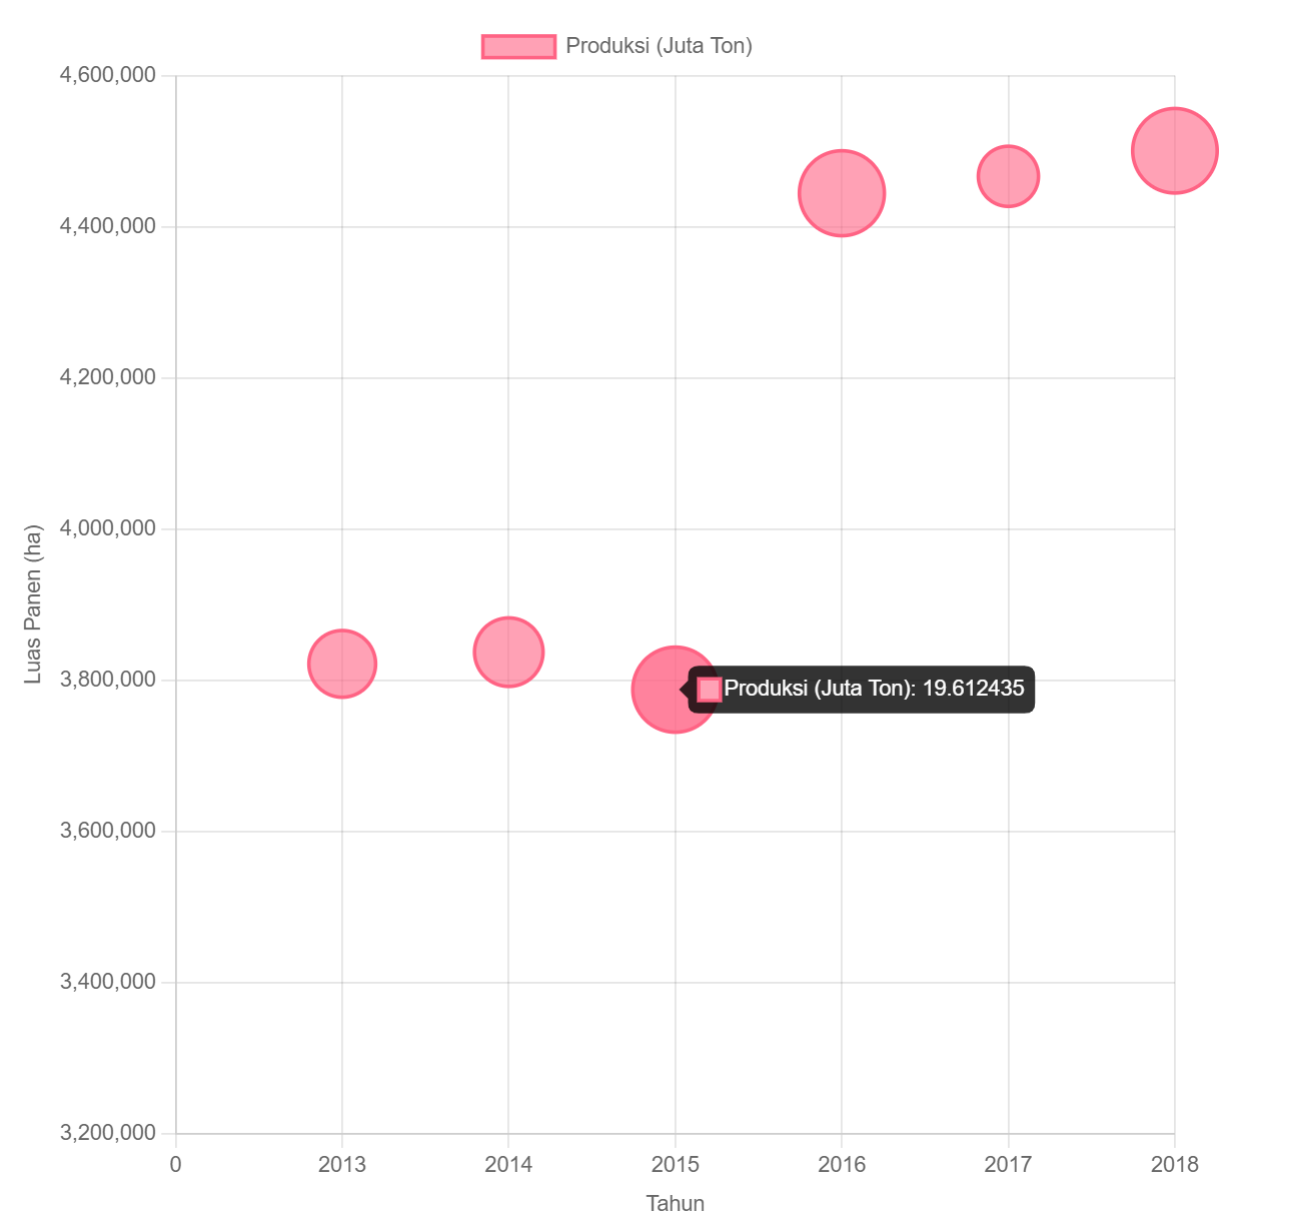 Produksi (Juta Ton)
4,600,000
4,400,000
4,200,000
4,000,000
3,800,000
3,600,000
3,400,000
3,200,000
Luas Panen (ha)
Produksi (Juta Ton): 19.612435
0 2013 2014 2015 2016 2017 2018
Tahun